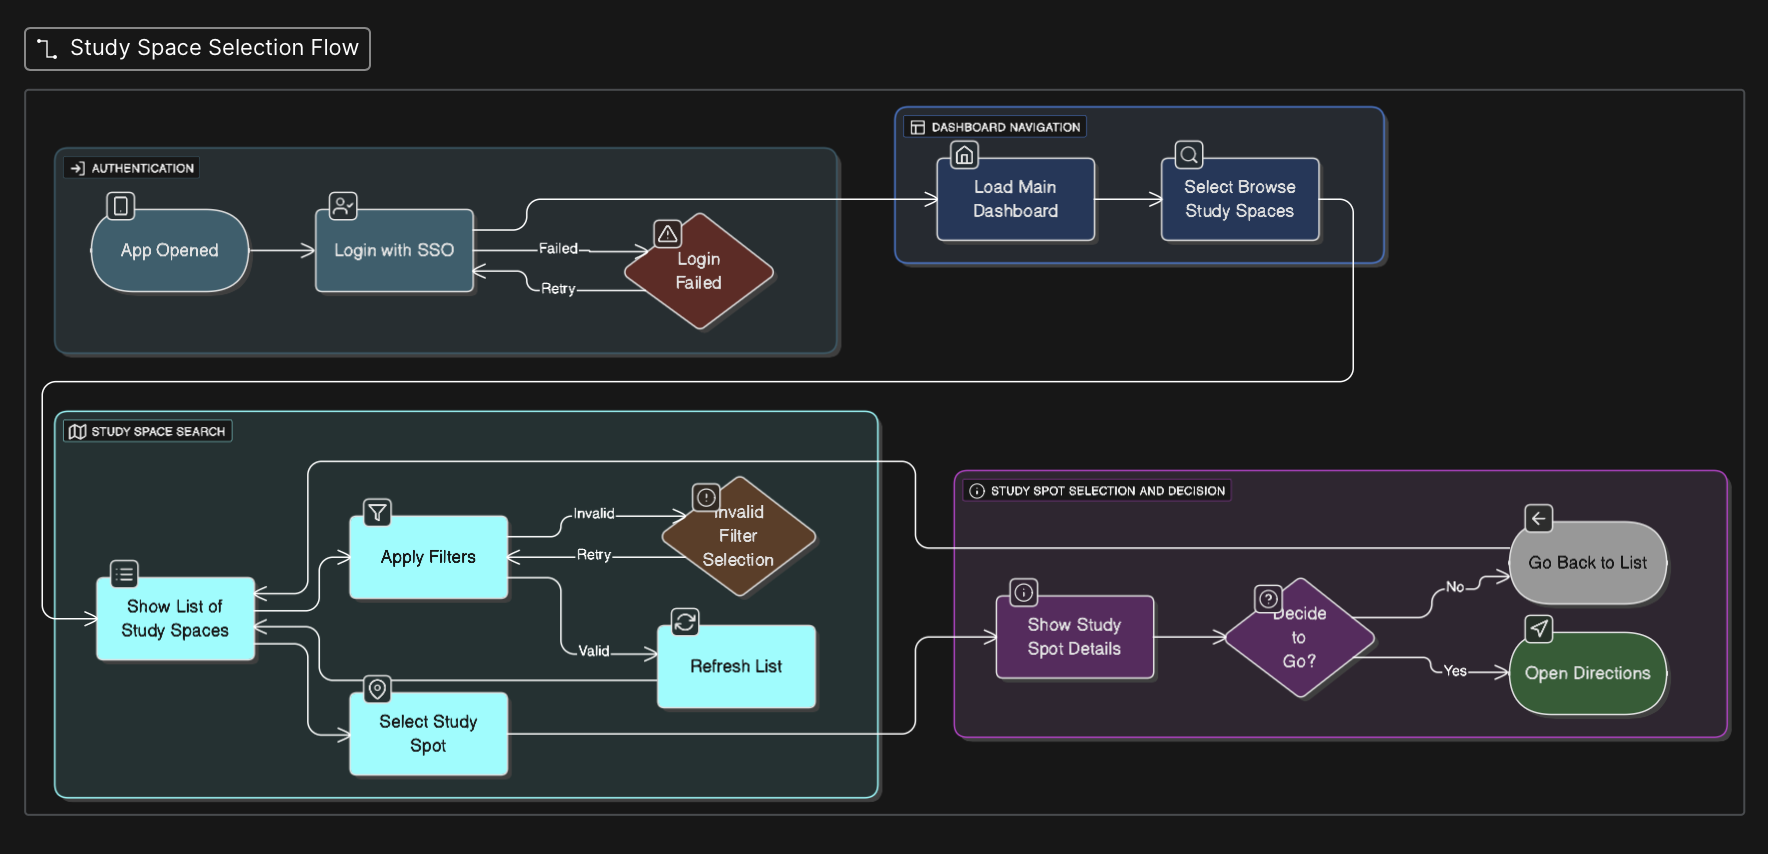 Study Space Selection Flow
AUTHENTICATION
App Opened
Login with SSO
Failed
Retry
Login
Failed
DASHBOARD NAVIGATION
Load Main
Dashboard
Select Browse
Study Spaces
STUDY SPACE SEARCH
Show List of
Study Spaces
Apply Filters
Invalid
Retry
Valid
Invalid
Filter
Selection
Refresh List
Select Study
Spot
STUDY SPOT SELECTION AND DECISION
Show Study
Spot Details
Decide
to
Go?
No
Yes
Go Back to List
Open Directions